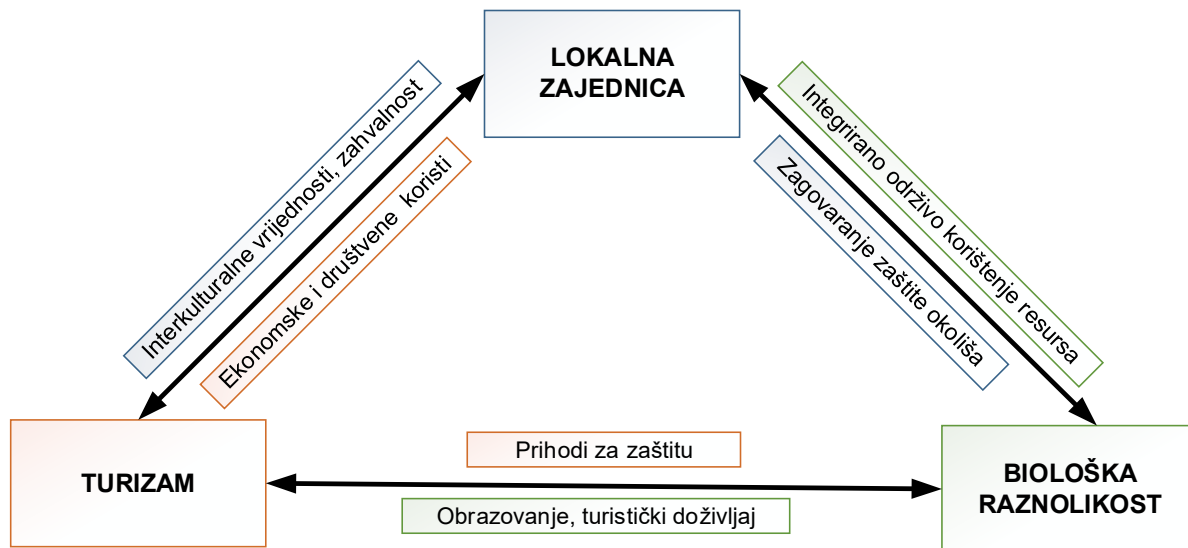 LOKALNA
ZAJEDNICA
Interkulturalne vrijednosti, zahvalnost
Ekonomske i društvene koristi
Integrirano održivo korištenje resursa
Zagovaranje zaštite okoliša
TURIZAM
Prihodi za zaštitu
Obrazovanje, turistički doživljaj
BIOLOŠKA
RAZNOLIKOST